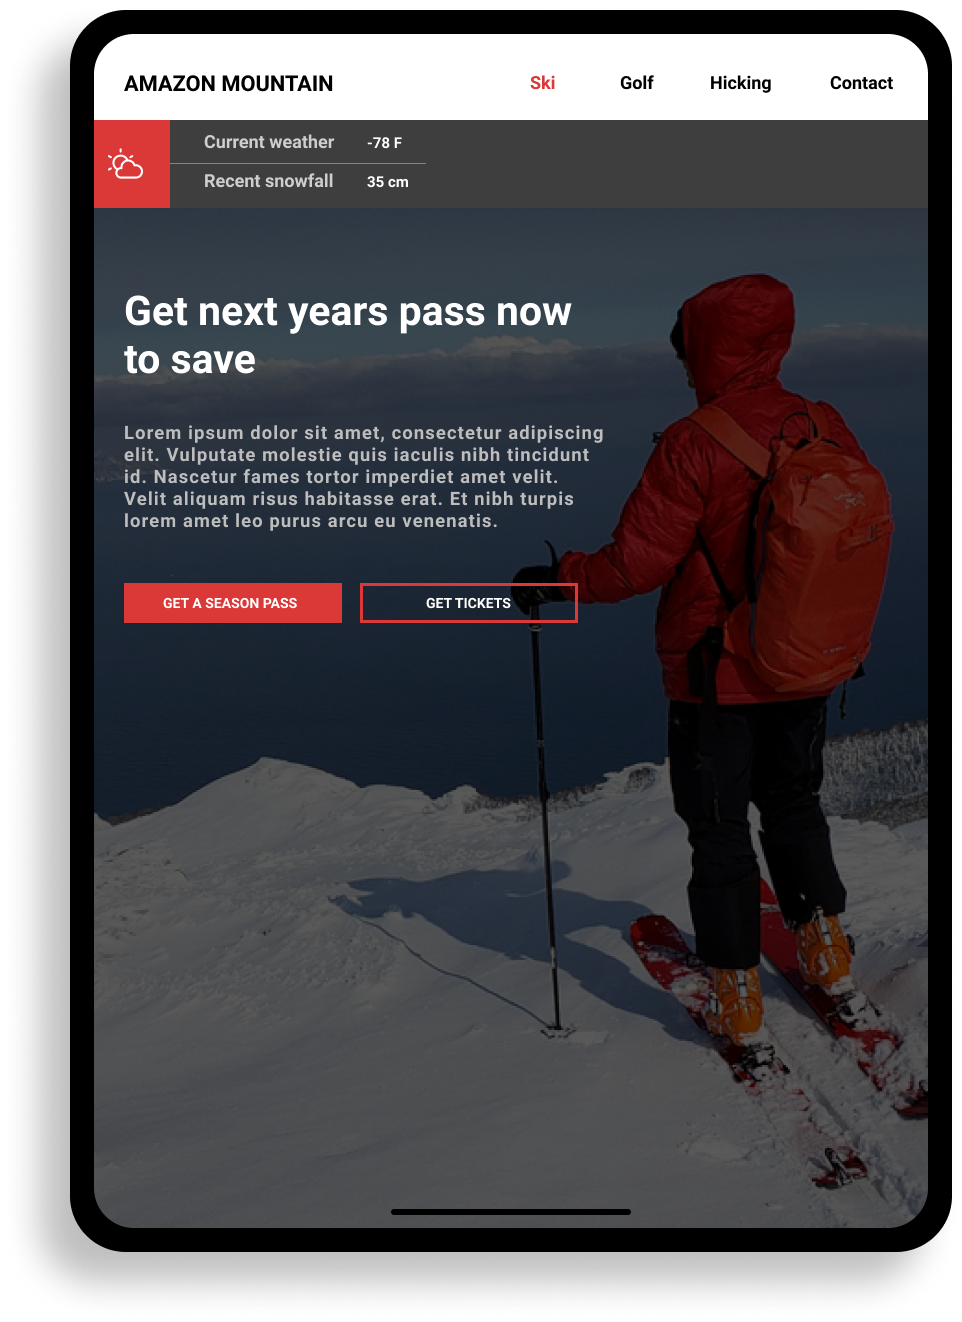 AMAZON MOUNTAIN Ski Golf Hicking Contact
Current weather -78 F
Recent snowfall 35 cm
Get next years pass now
to save
Lorem ipsum dolor sit amet, consectetur adipiscing
elit. Vulputate molestie quis iaculis nibh tincidunt
id. Nascetur fames tortor imperdiet amet velit.
Velit aliquam risus habitasse erat. Et nibh turpis
lorem amet leo purus arcu eu venenatis.
GET A SEASON PASS GET TICKETS